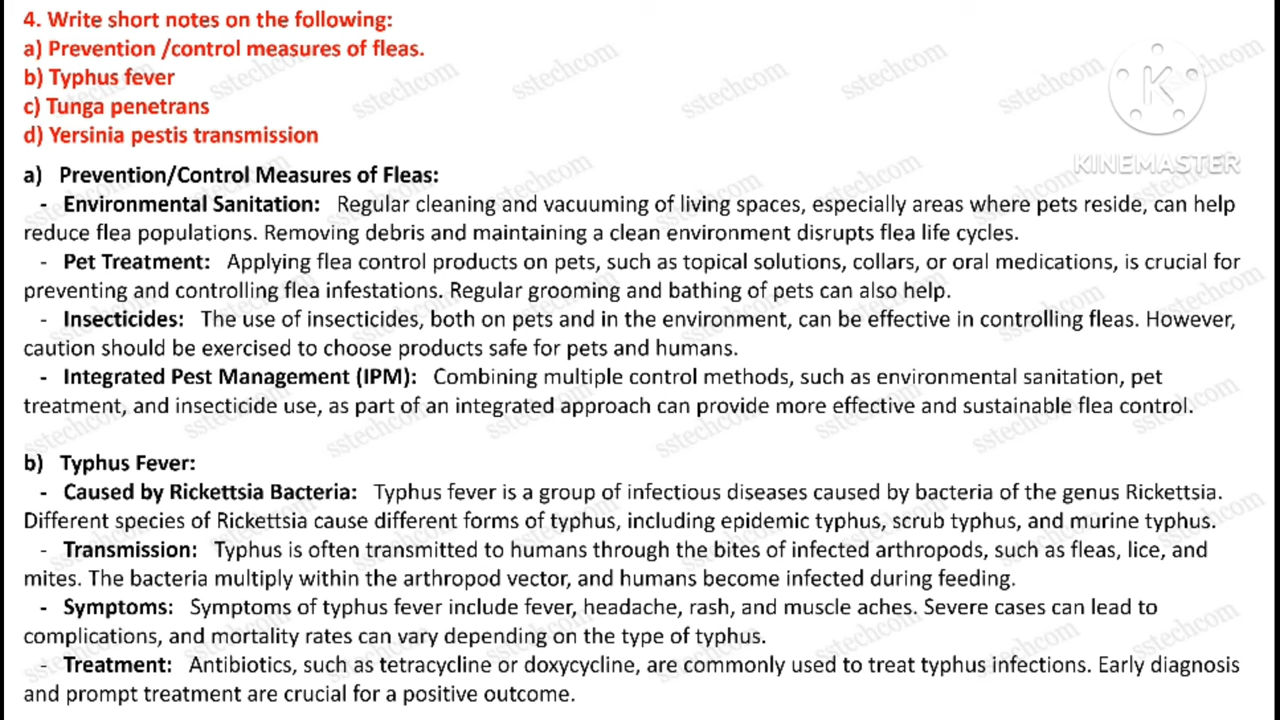 4. Write short notes on the following:
a) Prevention /control measures of fleas.
b) Typhus fever
c) Tunga penetrans
d) Yersinia pestis transmission
K
KINEMASTER
a) Prevention/Control Measures of Fleas:
- Environmental Sanitation: Regular cleaning and vacuuming of living spaces, especially areas where pets reside, can help
reduce flea populations. Removing debris and maintaining a clean environment disrupts flea life cycles.
- Pet Treatment: Applying flea control products on pets, such as topical solutions, collars, or oral medications, is crucial for
preventing and controlling flea infestations. Regular grooming and bathing of pets can also help.
- Insecticides: The use of insecticides, both on pets and in the environment, can be effective in controlling fleas. However,
caution should be exercised to choose products safe for pets and humans.
- Integrated Pest Management (IPM): Combining multiple control methods, such as environmental sanitation, pet
treatment, and insecticide use, as part of an integrated approach can provide more effective and sustainable flea control.
b) Typhus Fever:
- Caused by Rickettsia Bacteria: Typhus fever is a group of infectious diseases caused by bacteria of the genus Rickettsia.
Different species of Rickettsia cause different forms of typhus, including epidemic typhus, scrub typhus, and murine typhus.
- Transmission: Typhus is often transmitted to humans through the bites of infected arthropods, such as fleas, lice, and
mites. The bacteria multiply within the arthropod vector, and humans become infected during feeding.
- Symptoms: Symptoms of typhus fever include fever, headache, rash, and muscle aches. Severe cases can lead to
complications, and mortality rates can vary depending on the type of typhus.
- Treatment: Antibiotics, such as tetracycline or doxycycline, are commonly used to treat typhus infections. Early diagnosis
and prompt treatment are crucial for a positive outcome.
sstechcom